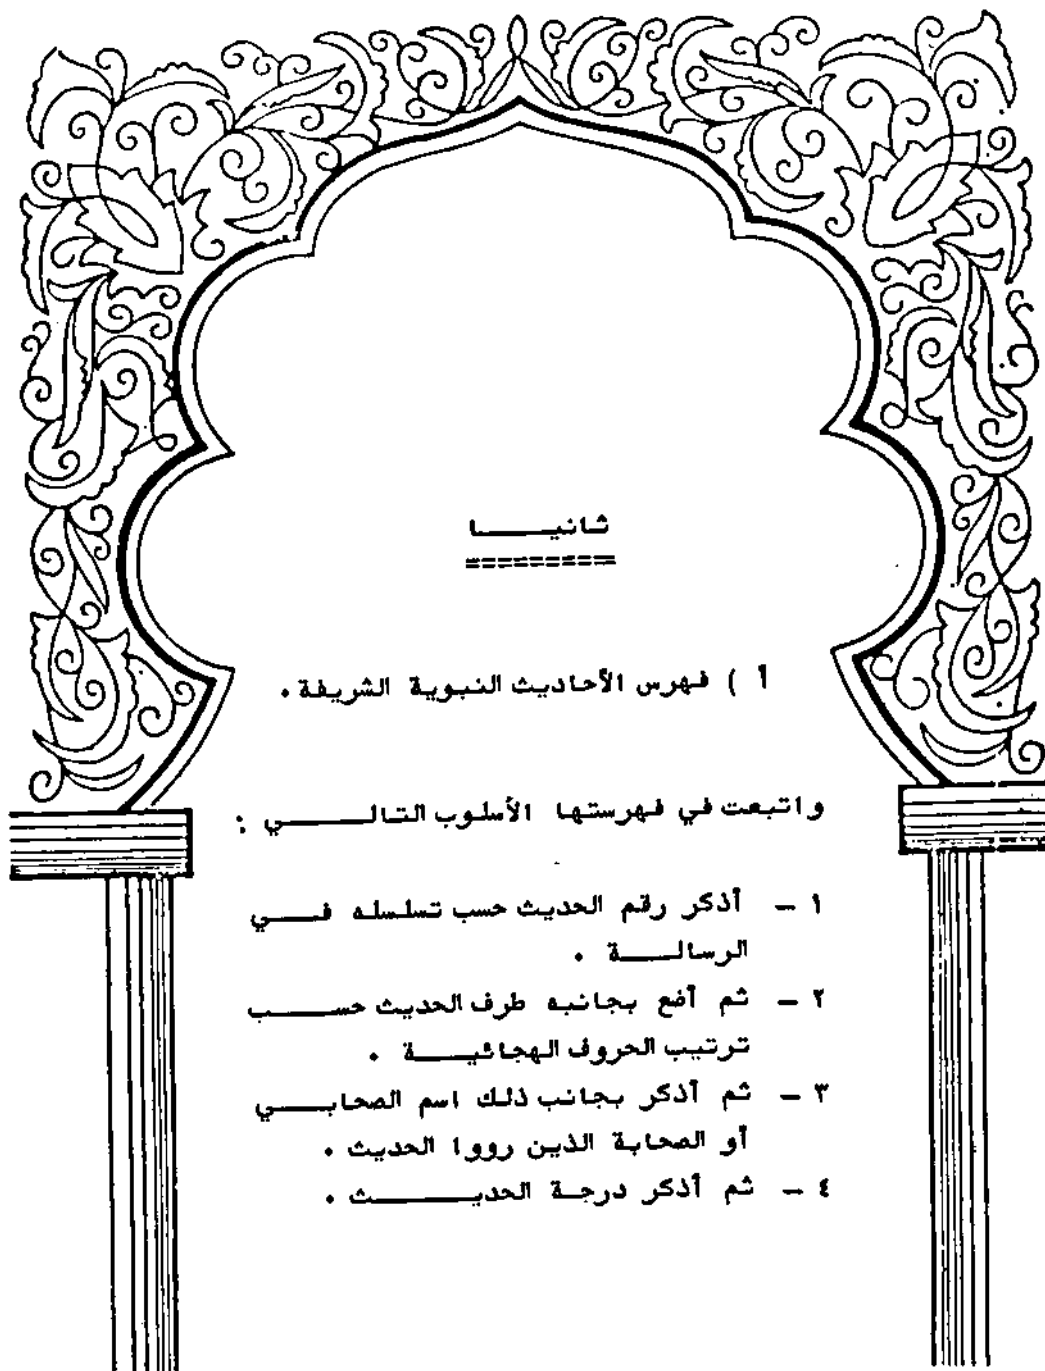 ثانيا
أ ) فهرس الأحاديث النبوية الشريفة .
واتبعت في فهرستها الأسلوب التالي :
١ - أذكر رقم الحديث حسب تسلسله في
الرسالة .
٢ - ثم أضع بجانبه طرف الحديث حسب
ترتيب الحروف الهجائية .
٣ - ثم أذكر بجانب ذلك اسم الصحابي
أو الصحابة الذين رووا الحديث .
٤ - ثم أذكر درجة الحديث .